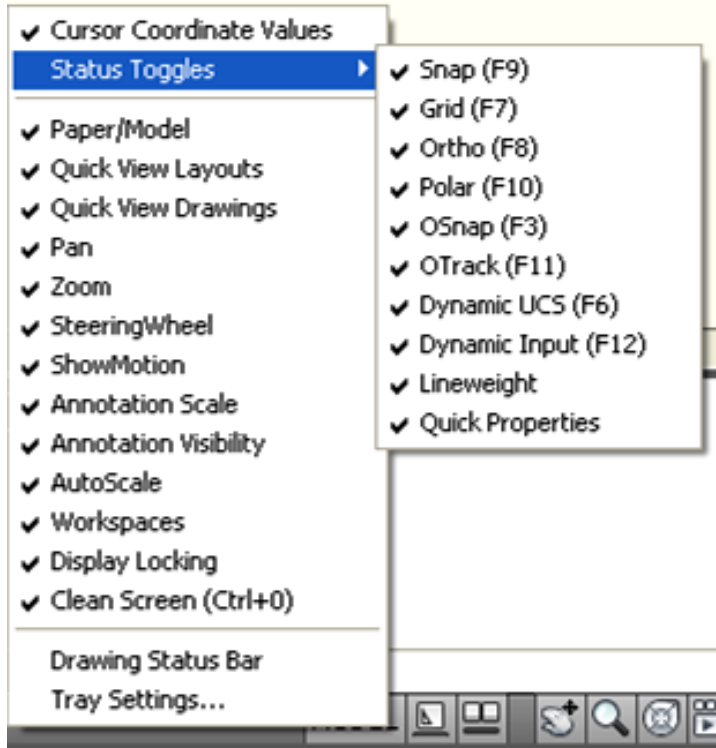 Cursor Coordinate Values
Status Toggles
Paper/Model
Quick View Layouts
Quick View Drawings
Pan
Zoom
SteeringWheel
ShowMotion
Annotation Scale
Annotation Visibility
AutoScale
Workspaces
Display Locking
Clean Screen (Ctrl+0)
Drawing Status Bar
Tray Settings...
Snap (F9)
Grid (F7)
Ortho (F8)
Polar (F10)
OSnap (F3)
OTrack (F11)
Dynamic UCS (F6)
Dynamic Input (F12)
Lineweight
Quick Properties